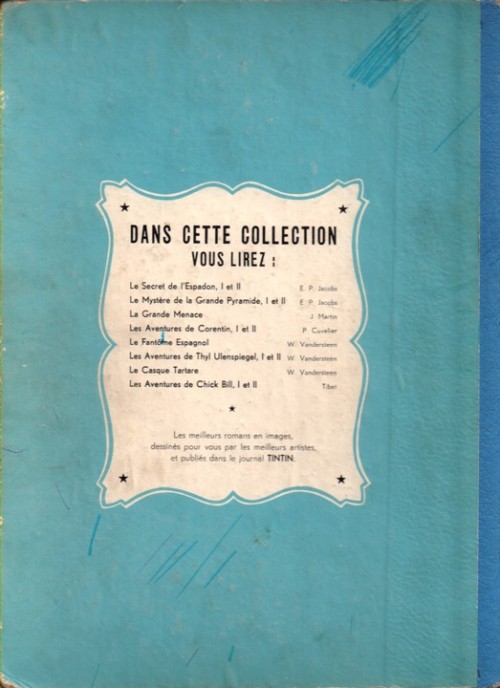 DANS CETTE COLLECTION
VOUS LIREZ :
Le Secret de l'Espadon, I et II E. P. Jacobs
Le Mystère de la Grande Pyramide, I et II E. P. Jacobs
La Grande Menace J. Martin
Les Aventures de Corentin, I et II P. Cuvelier
Le Fantôme Espagnol W. Vandersteen
Les Aventures de Thyl Ulenspiegel, I et II W. Vandersteen
Le Casque Tartare W. Vandersteen
Les Aventures de Chick Bill, I et II Tibet
Les meilleurs romans en images,
dessinés pour vous par les meilleurs artistes,
et publiés dans le journal TINTIN.